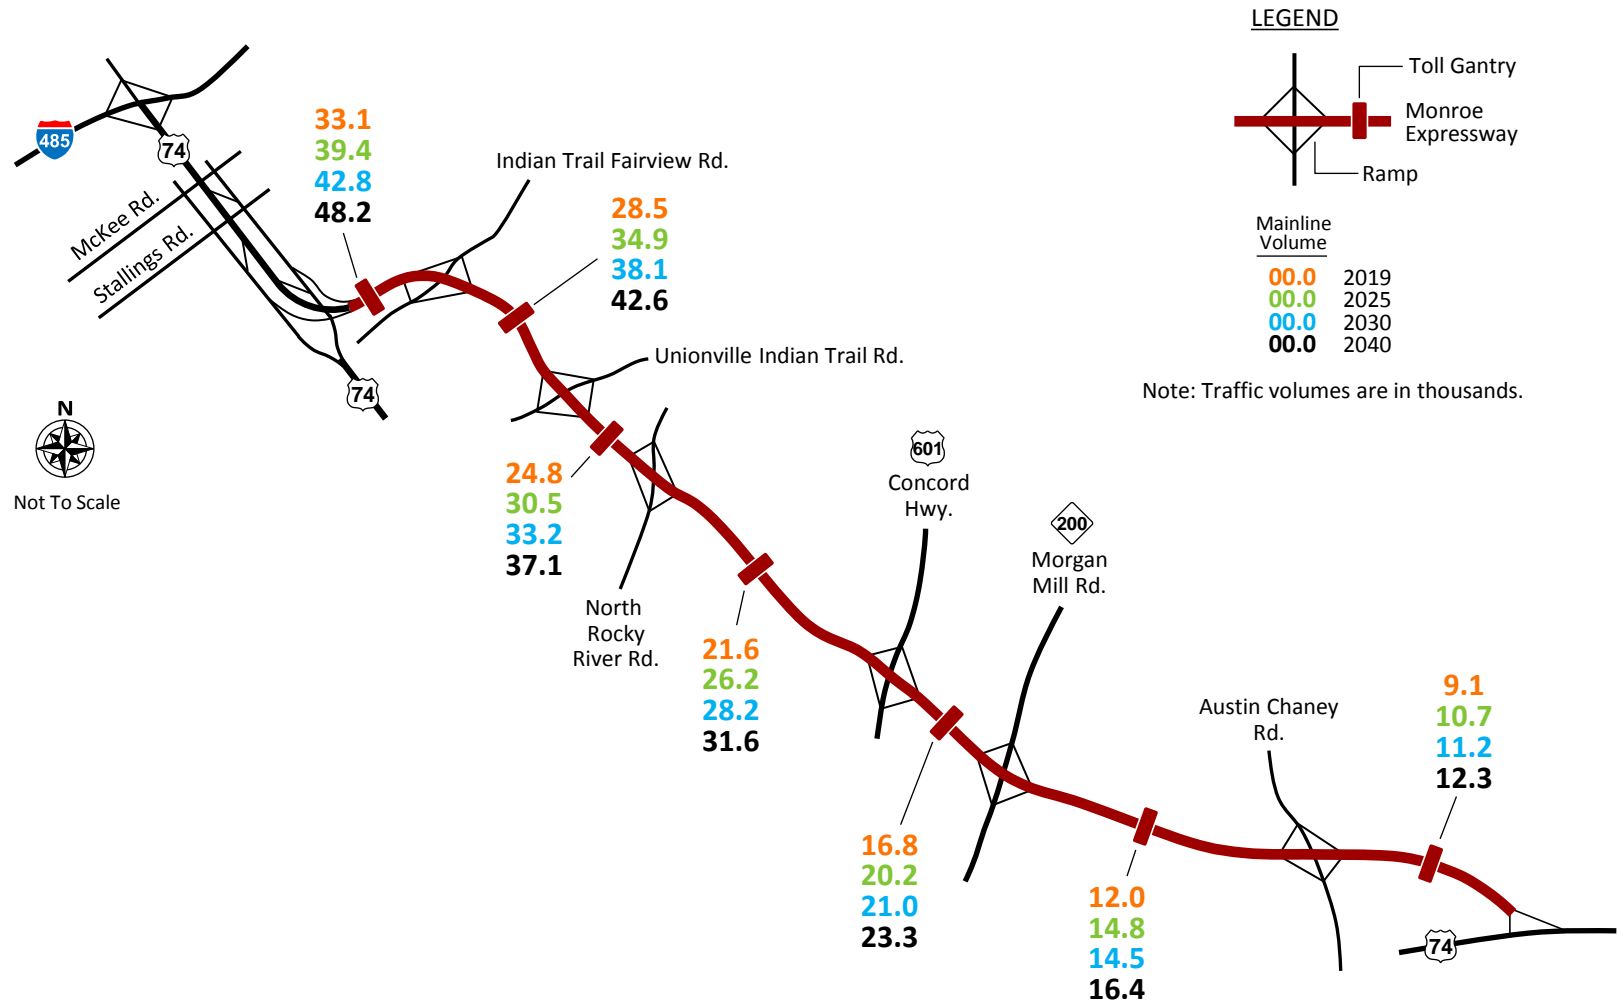 LEGEND
Toll Gantry
Monroe
Expressway
Ramp
Mainline
Volume
00.0 2019
00.0 2025
00.0 2030
00.0 2040
Note: Traffic volumes are in thousands.
485
74
McKee Rd.
Stallings Rd.
33.1
39.4
42.8
48.2
Indian Trail Fairview Rd.
28.5
34.9
38.1
42.6
74
Unionville Indian Trail Rd.
N
Not To Scale
24.8
30.5
33.2
37.1
North
Rocky
River Rd.
601
Concord
Hwy.
200
Morgan
Mill Rd.
21.6
26.2
28.2
31.6
16.8
20.2
21.0
23.3
Austin Chaney
Rd.
9.1
10.7
11.2
12.3
12.0
14.8
14.5
16.4
74